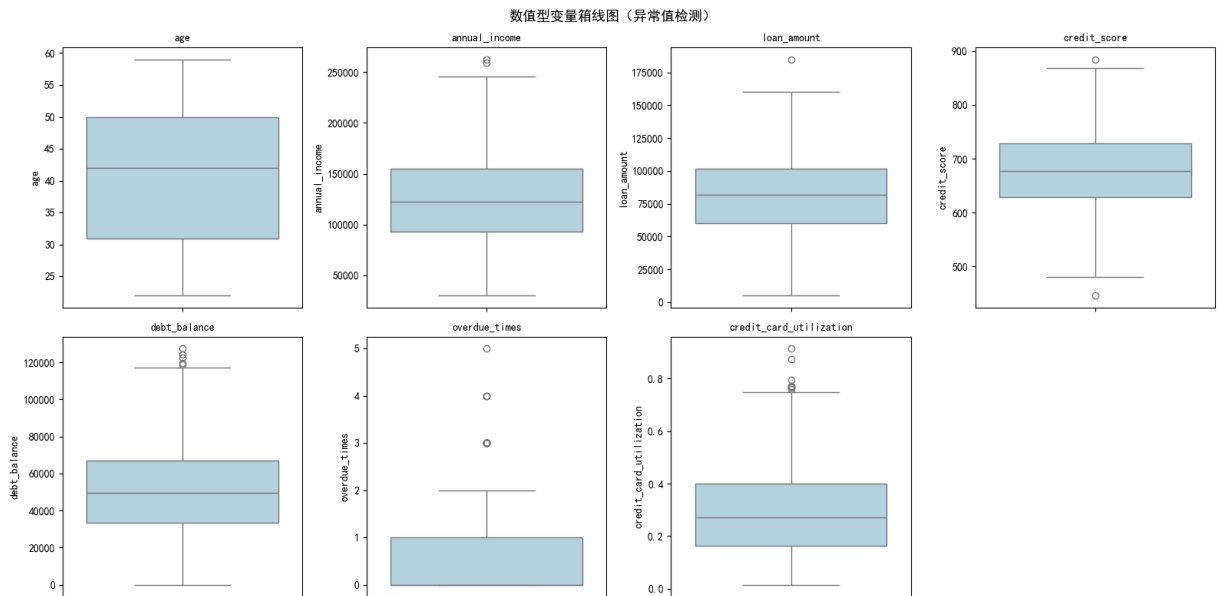 数值型变量箱线图（异常值检测）
age
annual_income
loan_amount
credit_score
60
55
50
45
40
35
30
25
age
250000
200000
150000
100000
50000
annual_income
175000
150000
125000
100000
75000
50000
25000
0
loan_amount
900
800
700
600
500
credit_score
debt_balance
overdue_times
credit_card_utilization
120000
100000
80000
60000
40000
20000
0
debt_balance
5
4
3
2
1
0
overdue_times
0.8
0.6
0.4
0.2
0.0
credit_card_utilization